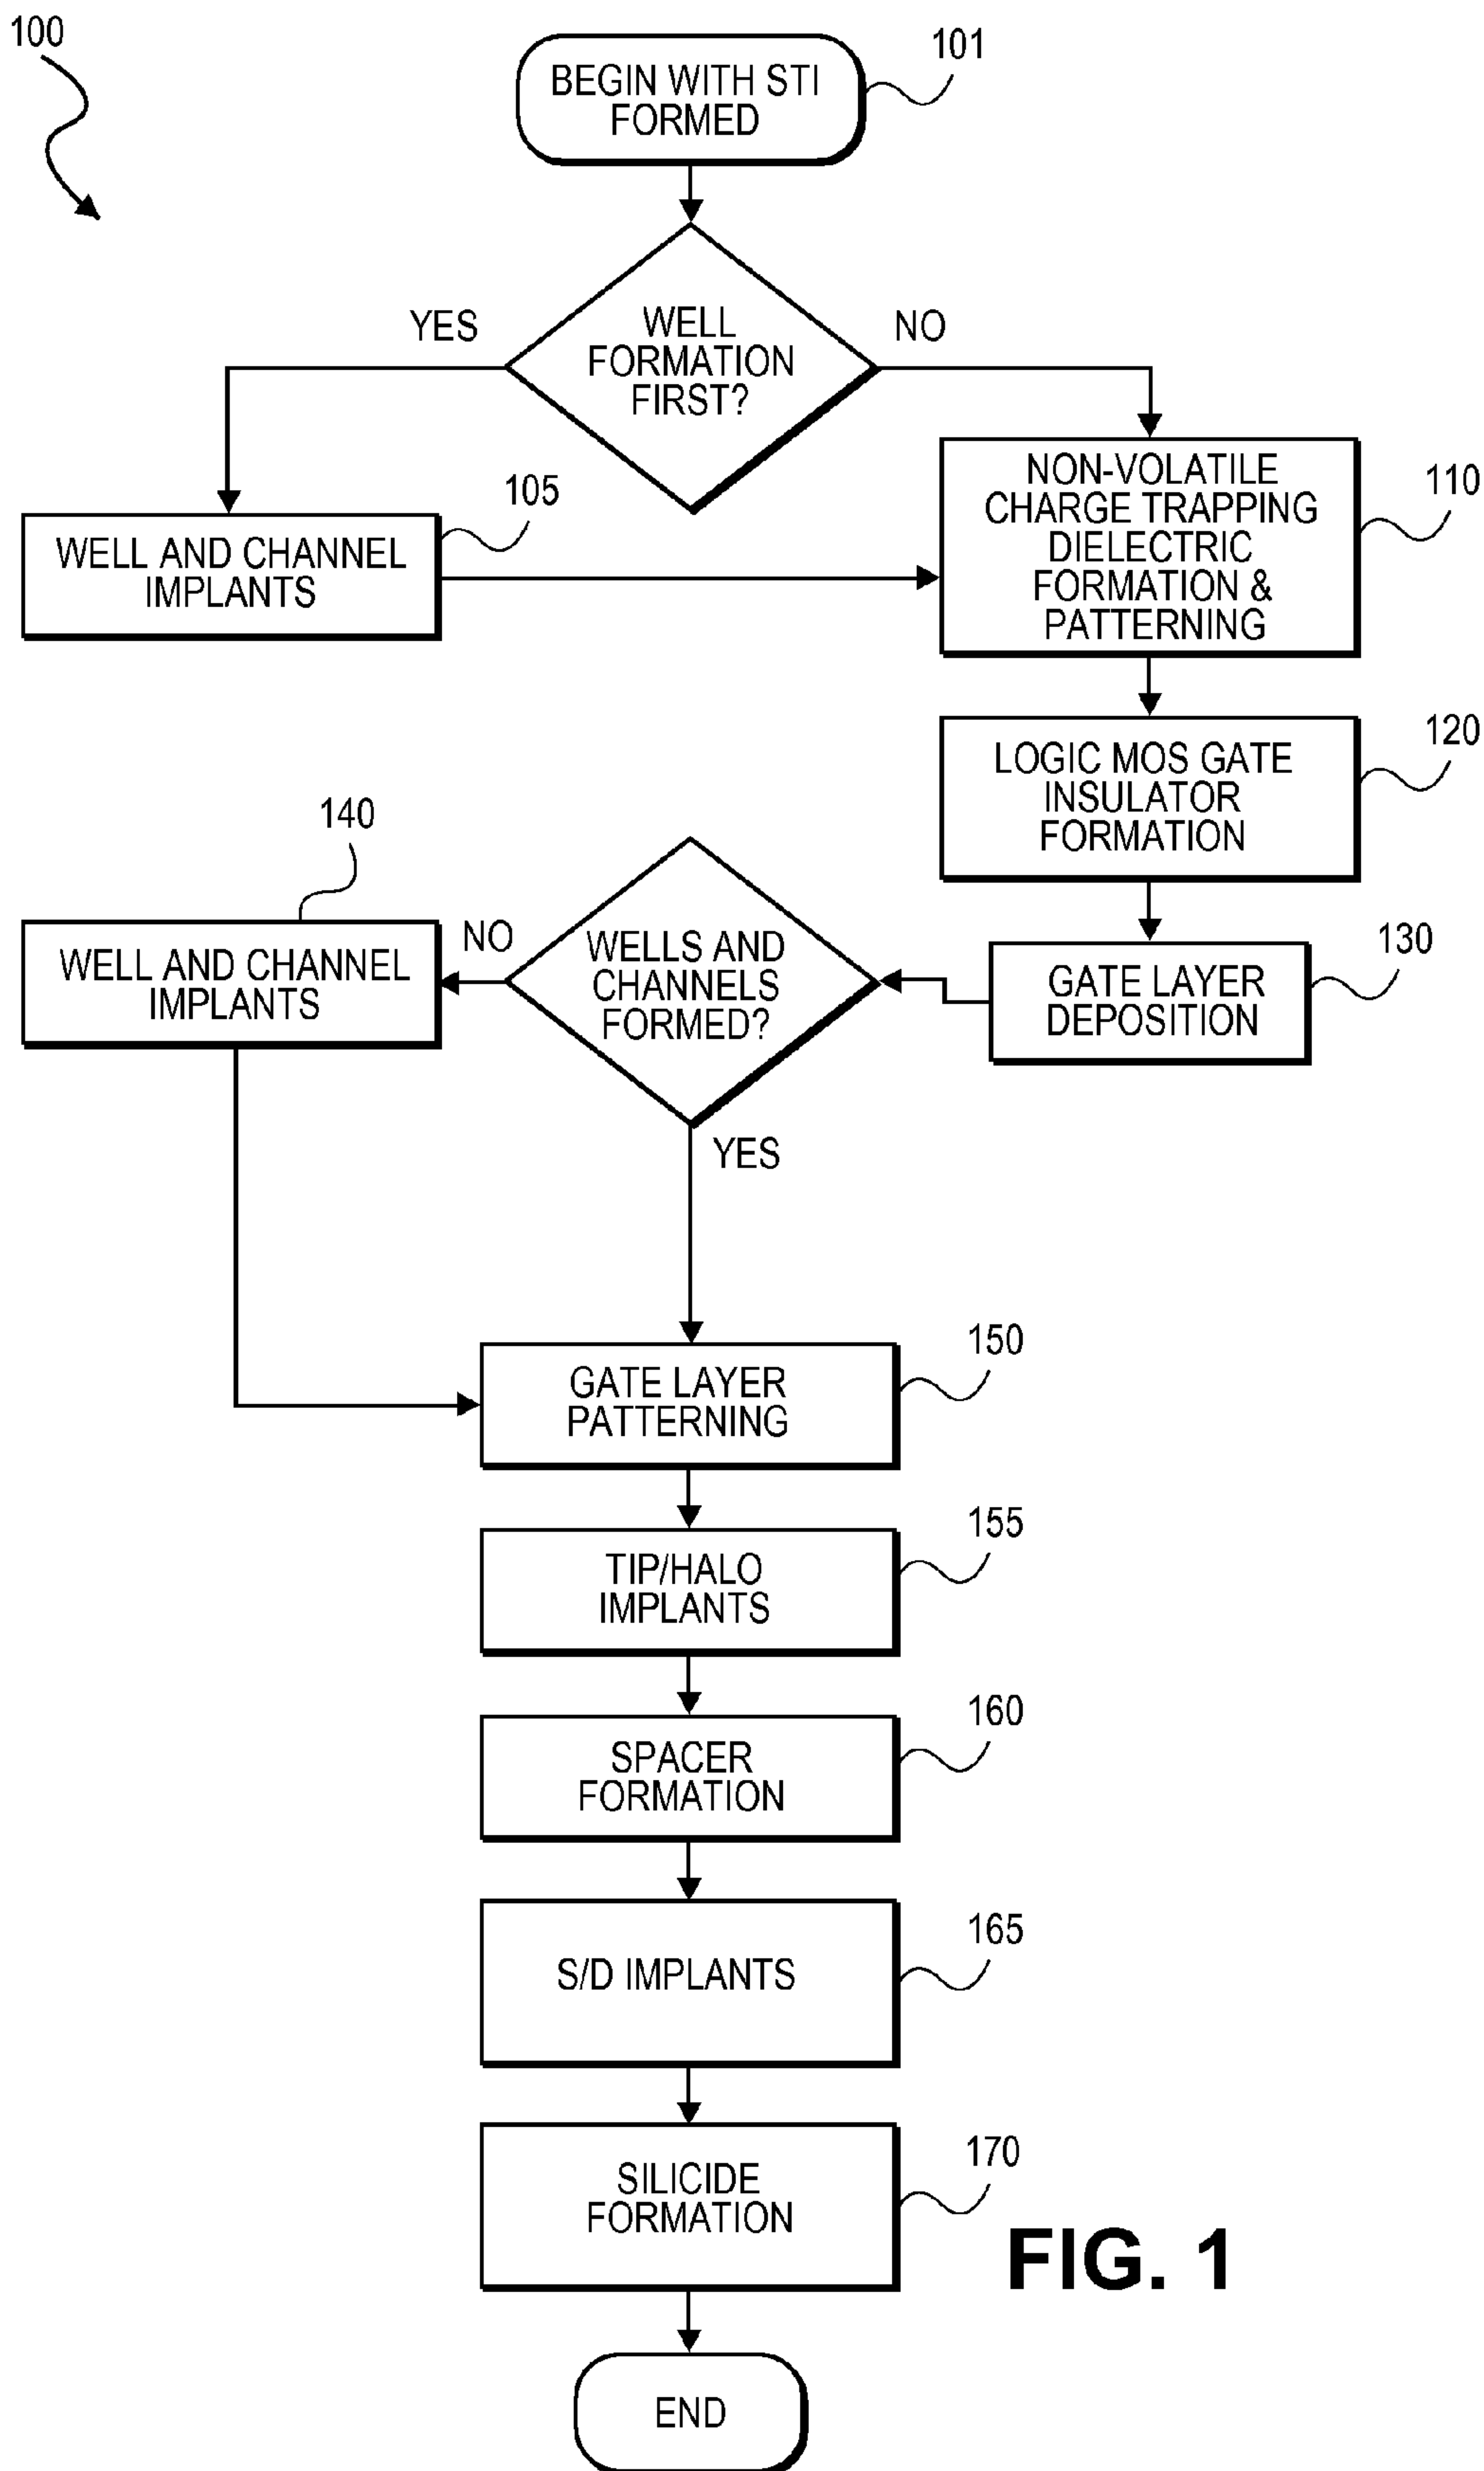 100
BEGIN WITH STI
FORMED
101
WELL
FORMATION
FIRST?
YES
NO
WELL AND CHANNEL
IMPLANTS
105
NON-VOLATILE
CHARGE TRAPPING
DIELECTRIC
FORMATION &
PATTERNING
110
LOGIC MOS GATE
INSULATOR
FORMATION
120
GATE LAYER
DEPOSITION
130
WELLS AND
CHANNELS
FORMED?
NO
YES
140
WELL AND CHANNEL
IMPLANTS
GATE LAYER
PATTERNING
150
TIP/HALO
IMPLANTS
155
SPACER
FORMATION
160
S/D IMPLANTS
165
SILICIDE
FORMATION
170
FIG. 1
END